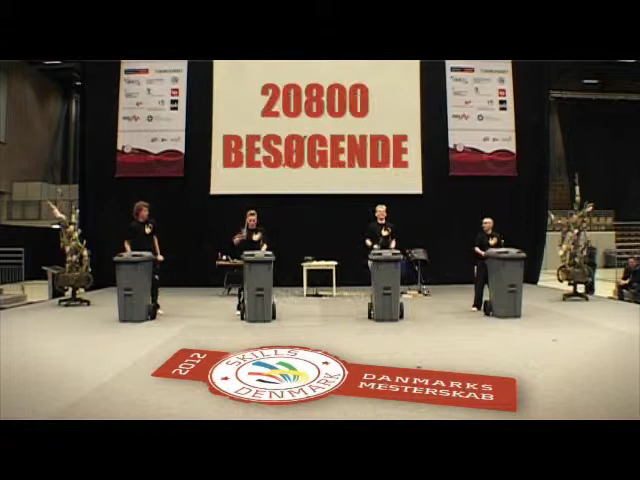 20800
BESØGENDE
2012
SKILLS
DENMARK
DANMARKS
MESTERSKAB